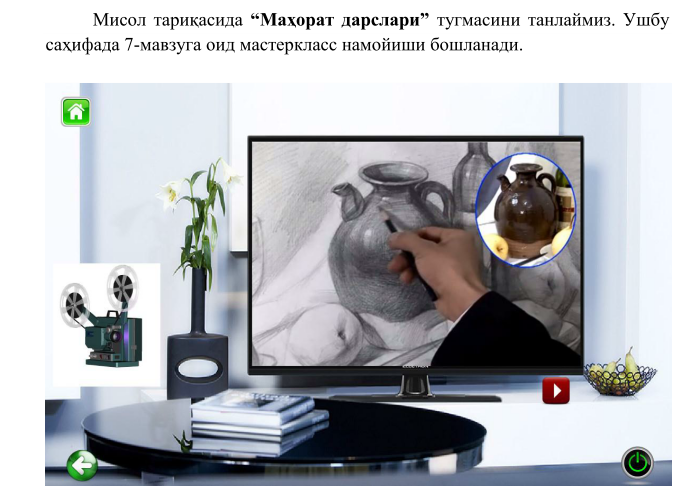 Мисол тариқасида “Маҳорат дарслари” тугмасини танлаймиз. Ушбу
саҳифада 7-мавзуга оид мастеркласс намойиши бошланади.